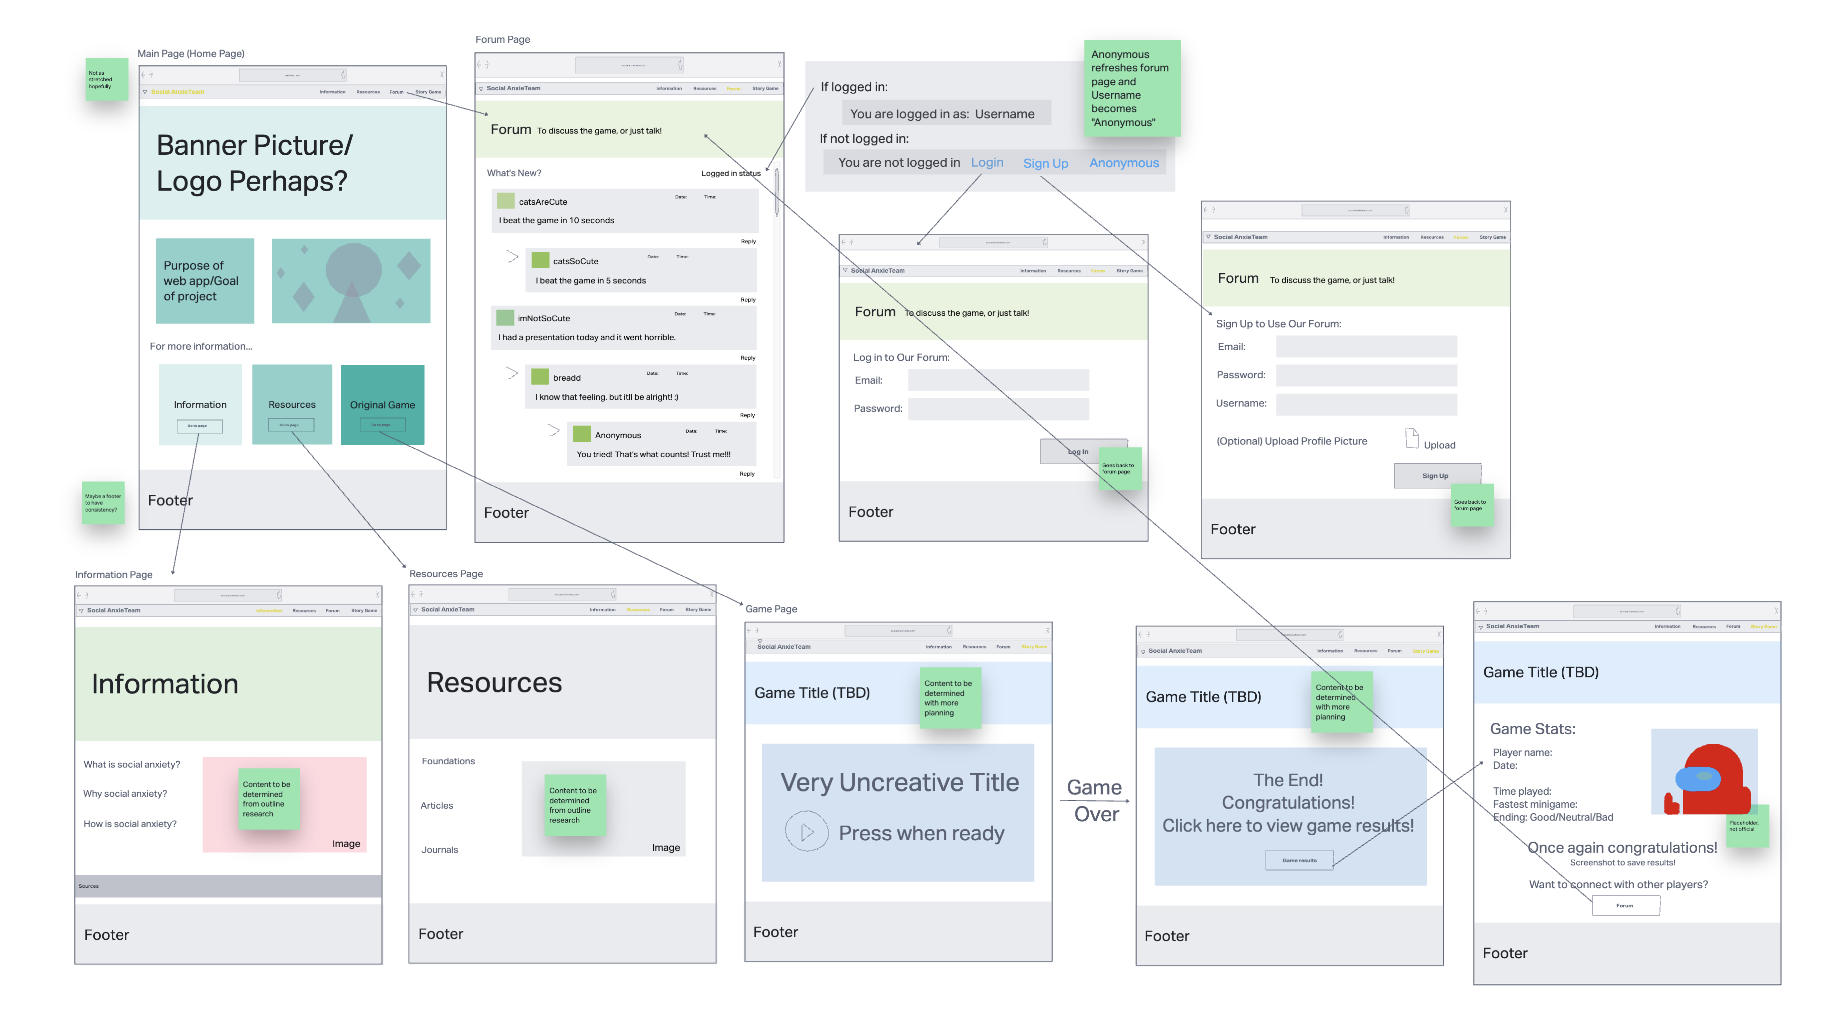 Main Page (Home Page)
Not as
stretched
hopefully
Social AnxieTeam
Information Resources Forum Story Game
Banner Picture/
Logo Perhaps?
Purpose of
web app/Goal
of project
For more information...
Information
Go to page
Resources
Go to page
Original Game
Go to page
Maybe a footer
to have
consistency?
Footer
Forum Page
Social AnxieTeam
Information Resources Forum Story Game
Forum To discuss the game, or just talk!
What's New? Logged in status
catsAreCute Date: Time:
I beat the game in 10 seconds
Reply
catsSoCute Date: Time:
I beat the game in 5 seconds
Reply
imNotSoCute Date: Time:
I had a presentation today and it went horrible.
Reply
breadd Date: Time:
I know that feeling, but itll be alright! :)
Reply
Anonymous Date: Time:
You tried! That's what counts! Trust me!!!
Reply
Footer
If logged in:
You are logged in as: Username
If not logged in:
You are not logged in Login Sign Up Anonymous
Anonymous
refreshes forum
page and
Username
becomes
"Anonymous"
Social AnxieTeam
Information Resources Forum Story Game
Forum To discuss the game, or just talk!
Log in to Our Forum:
Email:
Password:
Log In
Goes back to
forum page
Footer
Social AnxieTeam
Information Resources Forum Story Game
Forum To discuss the game, or just talk!
Sign Up to Use Our Forum:
Email:
Password:
Username:
(Optional) Upload Profile Picture Upload
Sign Up
Goes back to
forum page
Footer
Information Page
Social AnxieTeam
Information Resources Forum Story Game
Information
What is social anxiety?
Why social anxiety?
How is social anxiety?
Content to be
determined
from outline
research
Image
Sources
Footer
Resources Page
Social AnxieTeam
Information Resources Forum Story Game
Resources
Foundations
Articles
Journals
Content to be
determined
from outline
research
Image
Footer
Game Page
Social AnxieTeam
Information Resources Forum Story Game
Game Title (TBD)
Content to be
determined
with more
planning
Very Uncreative Title
Press when ready
Footer
Game
Over
Social AnxieTeam
Information Resources Forum Story Game
Game Title (TBD)
Content to be
determined
with more
planning
The End!
Congratulations!
Click here to view game results!
Game results
Footer
Social AnxieTeam
Information Resources Forum Story Game
Game Title (TBD)
Game Stats:
Player name:
Date:
Time played:
Fastest minigame:
Ending: Good/Neutral/Bad
Placeholder,
not official
Once again congratulations!
Screenshot to save results!
Want to connect with other players?
Forum
Footer